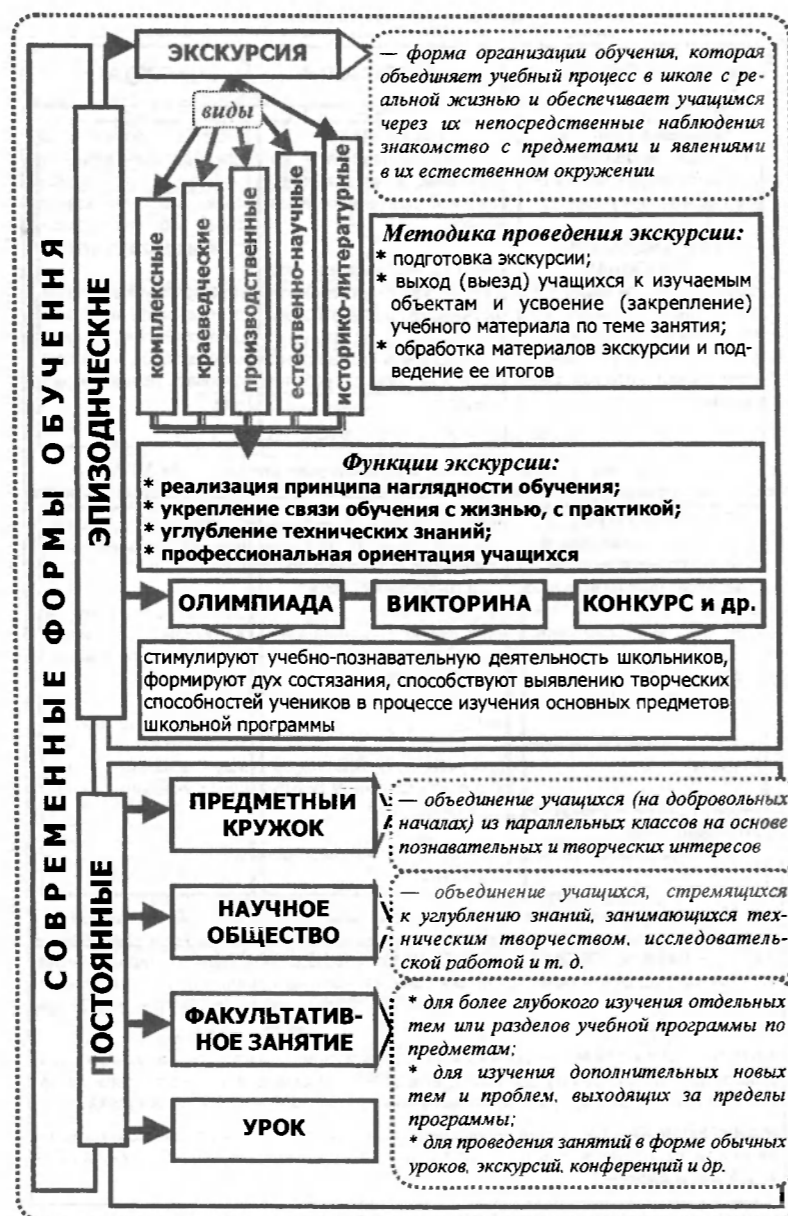 СОВРЕМЕННЫЕ ФОРМЫ ОБУЧЕНИЯ
ЭПИЗОДИЧЕСКИЕ
ЭКСКУРСИЯ
— форма организации обучения, которая
объединяет учебный процесс в школе с ре-
альной жизнью и обеспечивает учащимся
через их непосредственные наблюдения
знакомство с предметами и явлениями
в их естественном окружении
виды
комплексные
краеведческие
производственные
естественно-научные
историко-литературные
Методика проведения экскурсии:
* подготовка экскурсии;
* выход (выезд) учащихся к изучаемым
объектам и усвоение (закрепление)
учебного материала по теме занятия;
* обработка материалов экскурсии и под-
ведение ее итогов
Функции экскурсии:
* реализация принципа наглядности обучения;
* укрепление связи обучения с жизнью, с практикой;
* углубление технических знаний;
* профессиональная ориентация учащихся
ОЛИМПИАДА
ВИКТОРИНА
КОНКУРС и др.
стимулируют учебно-познавательную деятельность школьников,
формируют дух состязания, способствуют выявлению творческих
способностей учеников в процессе изучения основных предметов
школьной программы
ПОСТОЯННЫЕ
ПРЕДМЕТНЫЙ
КРУЖОК
— объединение учащихся (на добровольных
началах) из параллельных классов на основе
познавательных и творческих интересов
НАУЧНОЕ
ОБЩЕСТВО
— объединение учащихся, стремящихся
к углублению знаний, занимающихся тех-
ническим творчеством, исследователь-
ской работой и т. д.
ФАКУЛЬТАТИВ-
НОЕ ЗАНЯТИЕ
* для более глубокого изучения отдельных
тем или разделов учебной программы по
предметам;
* для изучения дополнительных новых
тем и проблем, выходящих за пределы
программы;
* для проведения занятий в форме обычных
уроков, экскурсий, конференций и др.
УРОК